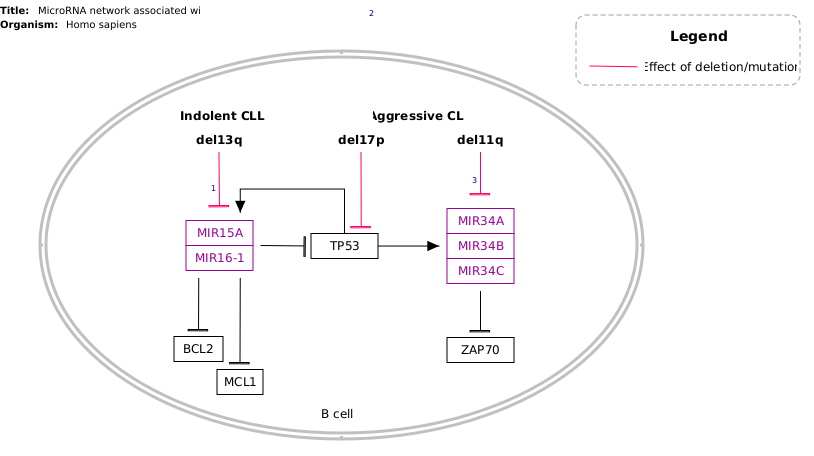 Title: MicroRNA network associated wi
Organism: Homo sapiens
2
Legend
Effect of deletion/mutation
Indolent CLL
Aggressive CL
del13q
del17p
del11q
1
3
MIR15A
MIR16-1
TP53
MIR34A
MIR34B
MIR34C
BCL2
MCL1
ZAP70
B cell